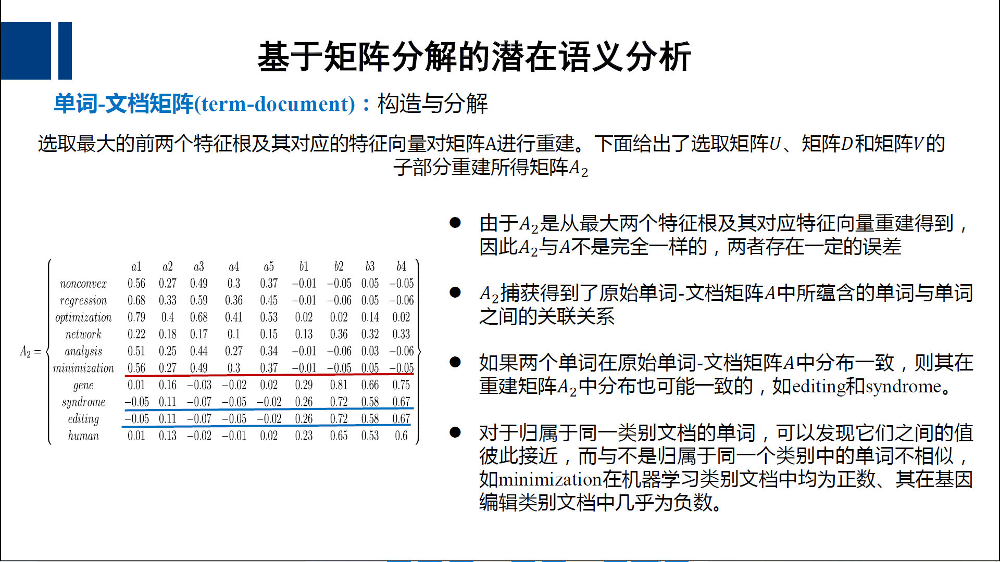 基于矩阵分解的潜在语义分析
单词-文档矩阵(term-document)：构造与分解
选取最大的前两个特征根及其对应的特征向量对矩阵A进行重建。下面给出了选取矩阵U、矩阵D和矩阵V的
子部分重建所得矩阵A₂
a1 a2 a3 a4 a5 b1 b2 b3 b4
nonconvex 0.56 0.27 0.49 0.3 0.37 −0.01 −0.05 0.05 −0.05
regression 0.68 0.33 0.59 0.36 0.45 −0.01 −0.06 0.05 −0.06
optimization 0.79 0.4 0.68 0.41 0.53 0.02 0.02 0.14 0.02
network 0.22 0.18 0.17 0.1 0.15 0.13 0.36 0.32 0.33
A₂ = analysis 0.51 0.25 0.44 0.27 0.34 −0.01 −0.06 0.03 −0.06
minimization 0.56 0.27 0.49 0.3 0.37 −0.01 −0.05 0.05 −0.05
gene 0.01 0.16 −0.03 −0.02 0.02 0.29 0.81 0.66 0.75
syndrome −0.05 0.11 −0.07 −0.05 −0.02 0.26 0.72 0.58 0.67
editing −0.05 0.11 −0.07 −0.05 −0.02 0.26 0.72 0.58 0.67
human 0.01 0.13 −0.02 −0.01 0.02 0.23 0.65 0.53 0.6
● 由于A₂是从最大两个特征根及其对应特征向量重建得到，
因此A₂与A不是完全一样的，两者存在一定的误差
● A₂捕获得到了原始单词-文档矩阵A中所蕴含的单词与单词
之间的关联关系
● 如果两个单词在原始单词-文档矩阵A中分布一致，则其在
重建矩阵A₂中分布也可能一致的，如editing和syndrome。
● 对于归属于同一类别文档的单词，可以发现它们之间的值
彼此接近，而与不是归属于同一个类别中的单词不相似，
如minimization在机器学习类别文档中均为正数、其在基因
编辑类别文档中几乎为负数。